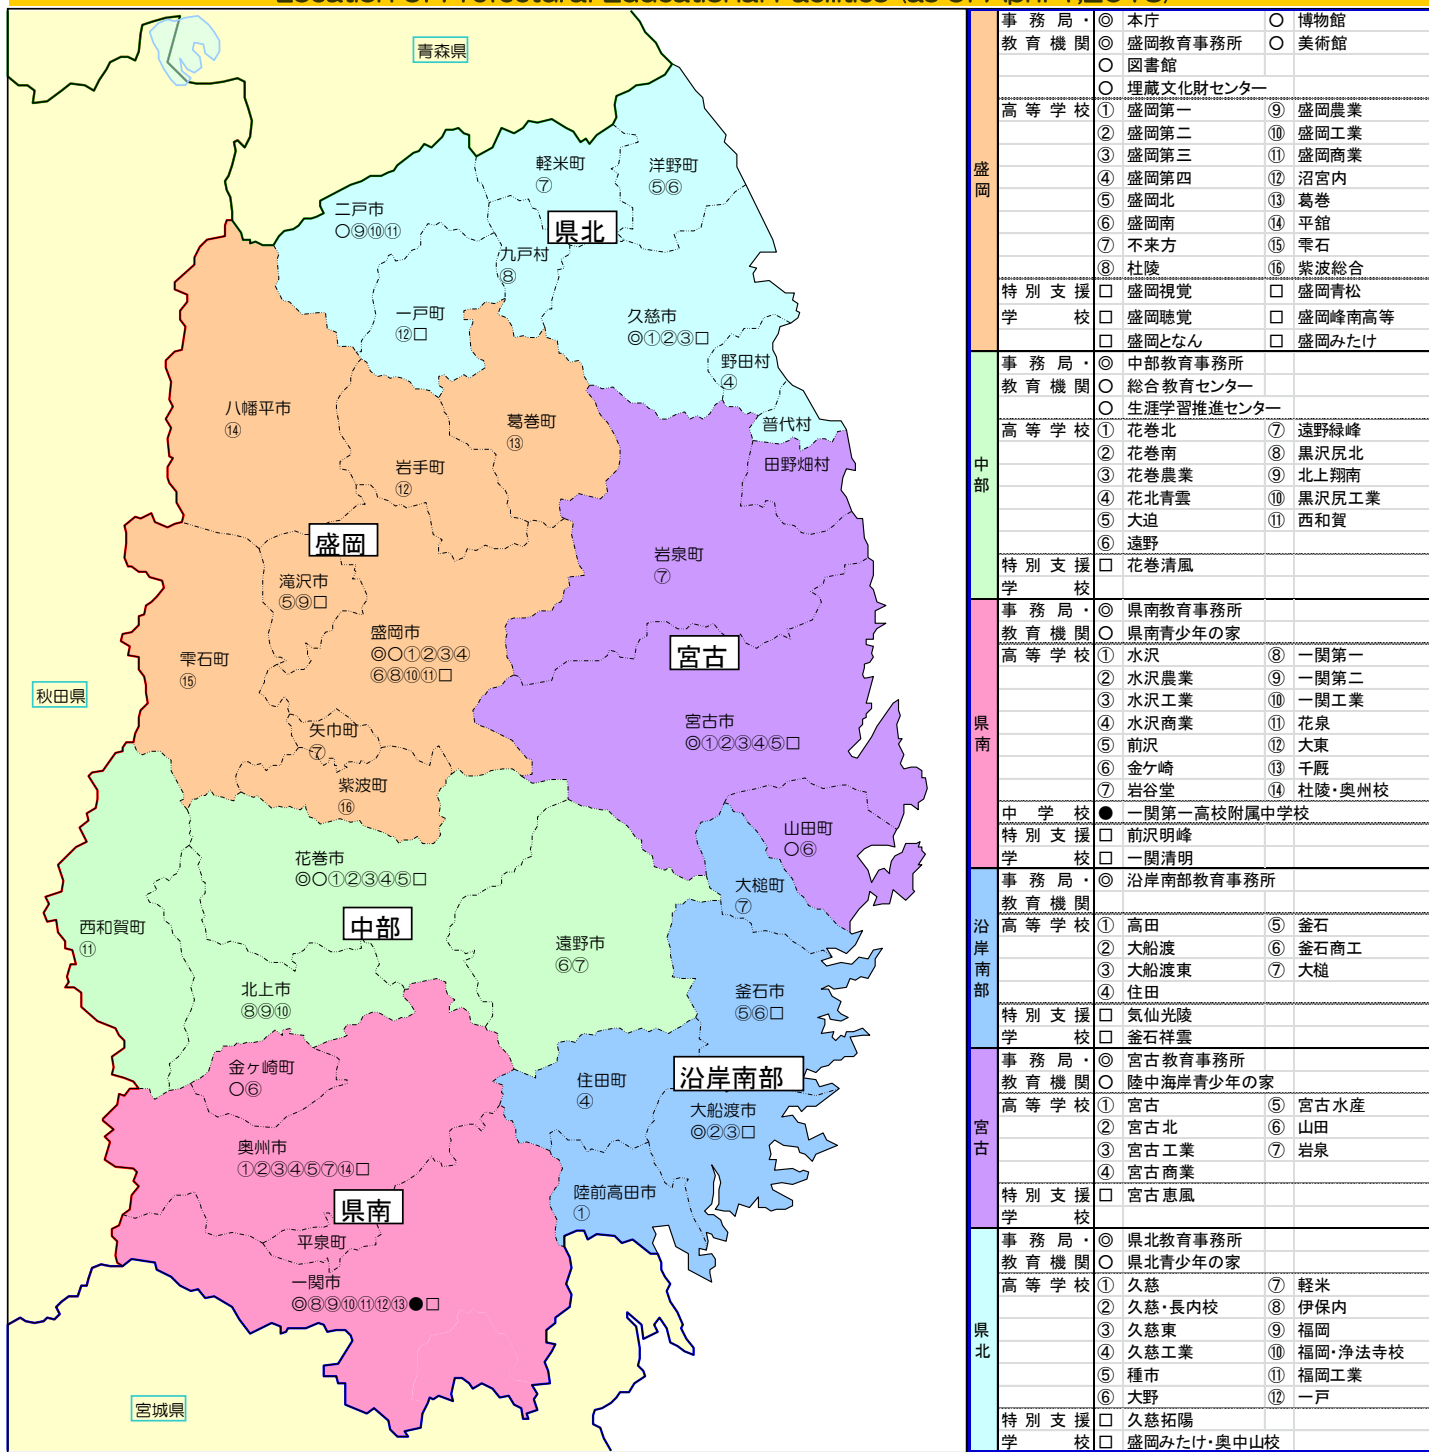 Location of Prefectural Educational Facilities (as of April 1,2018)
青森県
軽米町
⑦
洋野町
⑤⑥
二戸市
○⑨⑩⑪
県北
九戸村
⑧
一戸町
⑫□
久慈市
◎①②③□
野田村
④
普代村
八幡平市
⑭
葛巻町
⑬
岩手町
⑫
田野畑村
盛岡
岩泉町
⑦
滝沢市
⑤⑨□
盛岡市
◎○①②③④
⑥⑧⑩⑪□
宮古
雫石町
⑮
秋田県
矢巾町
⑦
宮古市
◎①②③④⑤□
紫波町
⑯
山田町
○⑥
花巻市
◎○①②③④⑤□
大槌町
⑦
中部
西和賀町
⑪
遠野市
⑥⑦
北上市
⑧⑨⑩
釜石市
⑤⑥□
金ヶ崎町
○⑥
住田町
④
沿岸南部
大船渡市
◎②③□
奥州市
①②③④⑤⑦⑭□
陸前高田市
①
県南
平泉町
一関市
◎⑧⑨⑩⑪⑫⑬●□
宮城県
盛岡
事務局・ ◎ 本庁 ○ 博物館
教育機関 ◎ 盛岡教育事務所 ○ 美術館
○ 図書館
○ 埋蔵文化財センター
高等学校 ① 盛岡第一 ⑨ 盛岡農業
② 盛岡第二 ⑩ 盛岡工業
③ 盛岡第三 ⑪ 盛岡商業
④ 盛岡第四 ⑫ 沼宮内
⑤ 盛岡北 ⑬ 葛巻
⑥ 盛岡南 ⑭ 平舘
⑦ 不来方 ⑮ 雫石
⑧ 杜陵 ⑯ 紫波総合
特別支援 □ 盛岡視覚 □ 盛岡青松
学校 □ 盛岡聴覚 □ 盛岡峰南高等
□ 盛岡となん □ 盛岡みたけ
中部
事務局・ ◎ 中部教育事務所
教育機関 ○ 総合教育センター
○ 生涯学習推進センター
高等学校 ① 花巻北 ⑦ 遠野緑峰
② 花巻南 ⑧ 黒沢尻北
③ 花巻農業 ⑨ 北上翔南
④ 花北青雲 ⑩ 黒沢尻工業
⑤ 大迫 ⑪ 西和賀
⑥ 遠野
特別支援 □ 花巻清風
学校
県南
事務局・ ◎ 県南教育事務所
教育機関 ○ 県南青少年の家
高等学校 ① 水沢 ⑧ 一関第一
② 水沢農業 ⑨ 一関第二
③ 水沢工業 ⑩ 一関工業
④ 水沢商業 ⑪ 花泉
⑤ 前沢 ⑫ 大東
⑥ 金ケ崎 ⑬ 千厩
⑦ 岩谷堂 ⑭ 杜陵・奥州校
中学校 ● 一関第一高校附属中学校
特別支援 □ 前沢明峰
学校 □ 一関清明
沿岸南部
事務局・ ◎ 沿岸南部教育事務所
教育機関
高等学校 ① 高田 ⑤ 釜石
② 大船渡 ⑥ 釜石商工
③ 大船渡東 ⑦ 大槌
④ 住田
特別支援 □ 気仙光陵
学校 □ 釜石祥雲
宮古
事務局・ ◎ 宮古教育事務所
教育機関 ○ 陸中海岸青少年の家
高等学校 ① 宮古 ⑤ 宮古水産
② 宮古北 ⑥ 山田
③ 宮古工業 ⑦ 岩泉
④ 宮古商業
特別支援 □ 宮古恵風
学校
県北
事務局・ ◎ 県北教育事務所
教育機関 ○ 県北青少年の家
高等学校 ① 久慈 ⑦ 軽米
② 久慈・長内校 ⑧ 伊保内
③ 久慈東 ⑨ 福岡
④ 久慈工業 ⑩ 福岡・浄法寺校
⑤ 種市 ⑪ 福岡工業
⑥ 大野 ⑫ 一戸
特別支援 □ 久慈拓陽
学校 □ 盛岡みたけ・奥中山校